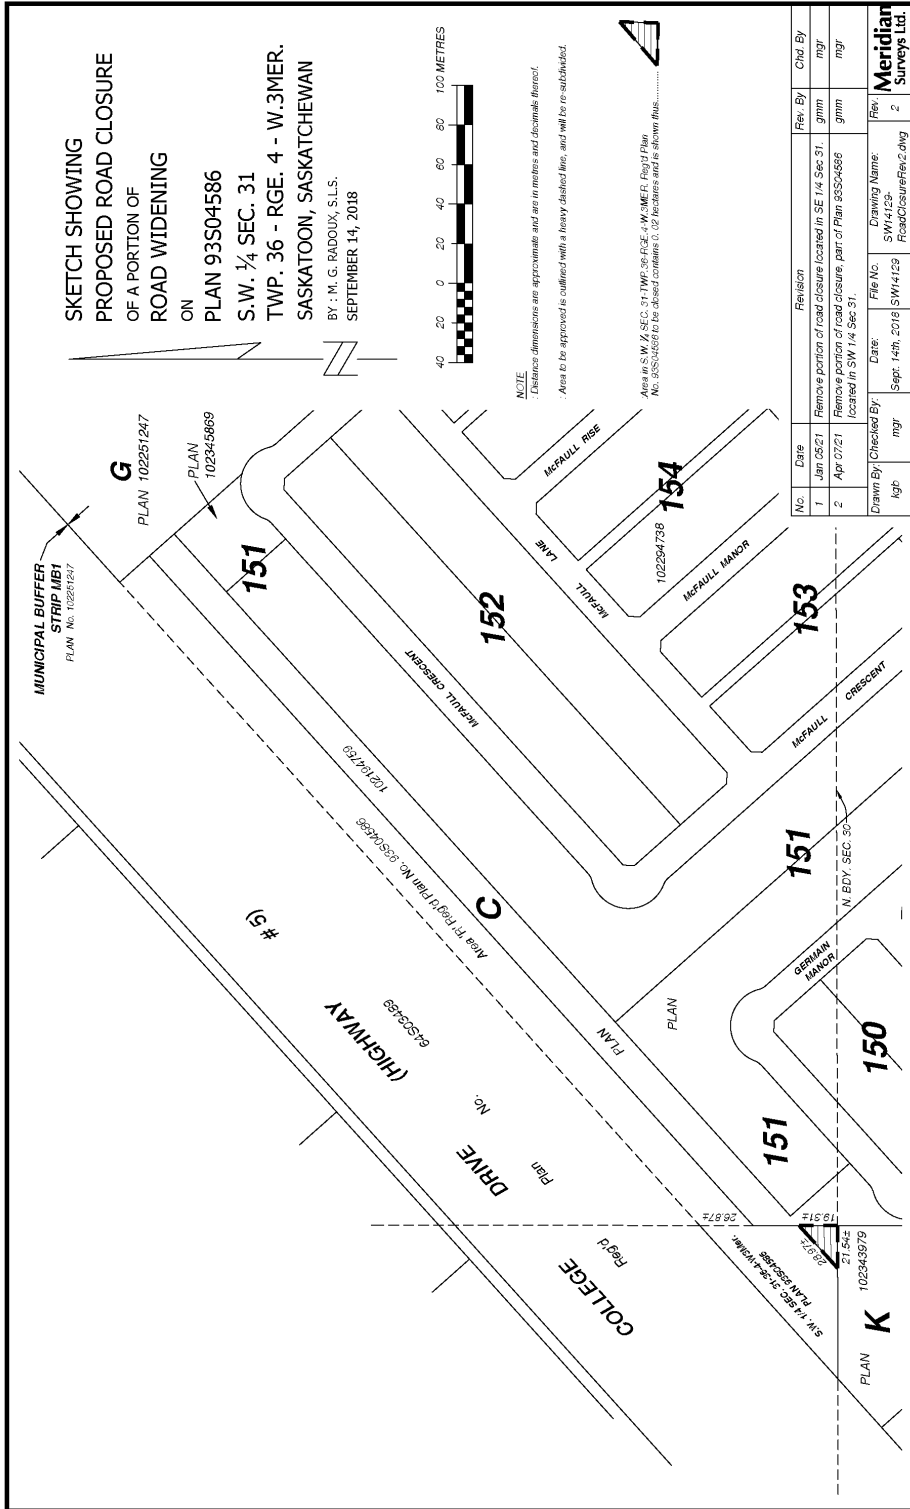 SKETCH SHOWING
PROPOSED ROAD CLOSURE
OF A PORTION OF
ROAD WIDENING
ON
PLAN 93S04586
S.W. ¼ SEC. 31
TWP. 36 - RGE. 4 - W.3MER.
SASKATOON, SASKATCHEWAN
BY : M. G. RADOUX, S.L.S.
SEPTEMBER 14, 2018
40 20 0 20 40 60 80 100 METRES
NOTE
: Distance dimensions are approximate and are in metres and decimals thereof.
: Area to be approved is outlined with a heavy dashed line, and will be re-subdivided.
Area in S.W. ¼ SEC. 31-TWP.36-RGE.4-W.3MER. Reg'd Plan
No. 93S04586 to be closed contains 0.02 hectares and is shown thus............
No. Date Revision Rev. By Chd. By
1 Jan 05/21 Remove portion of road closure located in SE 1/4 Sec 31. gmm mgr
2 Apr 07/21 Remove portion of road closure, part of Plan 93S04586
located in SW 1/4 Sec 31. gmm mgr
Drawn By: Checked By: Date: File No. Drawing Name: Rev.
kgb mgr Sept. 14th, 2018 SW14129 SW14129-
RoadClosureRev2.dwg 2
Meridian
Surveys Ltd.
MUNICIPAL BUFFER
STRIP MB1
PLAN No. 102251247
G
PLAN 102251247
PLAN
102345869
151
152
McFAULL CRESCENT
LANE
McFAULL
McFAULL RISE
154
102294738
McFAULL MANOR
153
McFAULL CRESCENT
102194759
Area 'R' Reg'd Plan No. 93S04586
C
PLAN
PLAN
151
N. BDY. SEC. 30
GERMAIN
MANOR
150
151
COLLEGE DRIVE (HIGHWAY # 5)
Reg'd Plan No. 64S03489
S.W. 1/4 SEC. 31-36-4-W3Mer.
PLAN 93S04586
26.87±
19.31±
28.97±
21.54±
PLAN 102343979
K